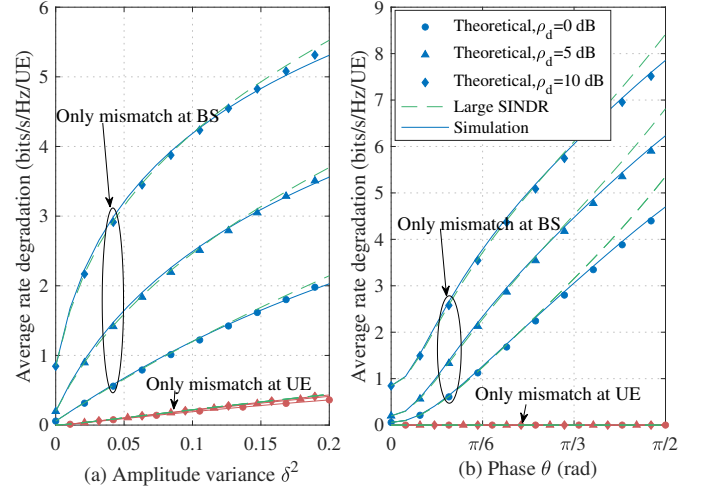 Average rate degradation (bits/s/Hz/UE)
6
5
4
3
2
1
0
0
0.05
0.1
0.15
0.2
Only mismatch at BS
Only mismatch at UE
(a) Amplitude variance δ²
Average rate degradation (bits/s/Hz/UE)
9
8
7
6
5
4
3
2
1
0
0
π/6
π/3
π/2
Theoretical,ρd=0 dB
Theoretical,ρd=5 dB
Theoretical,ρd=10 dB
Large SINDR
Simulation
Only mismatch at BS
Only mismatch at UE
(b) Phase θ (rad)